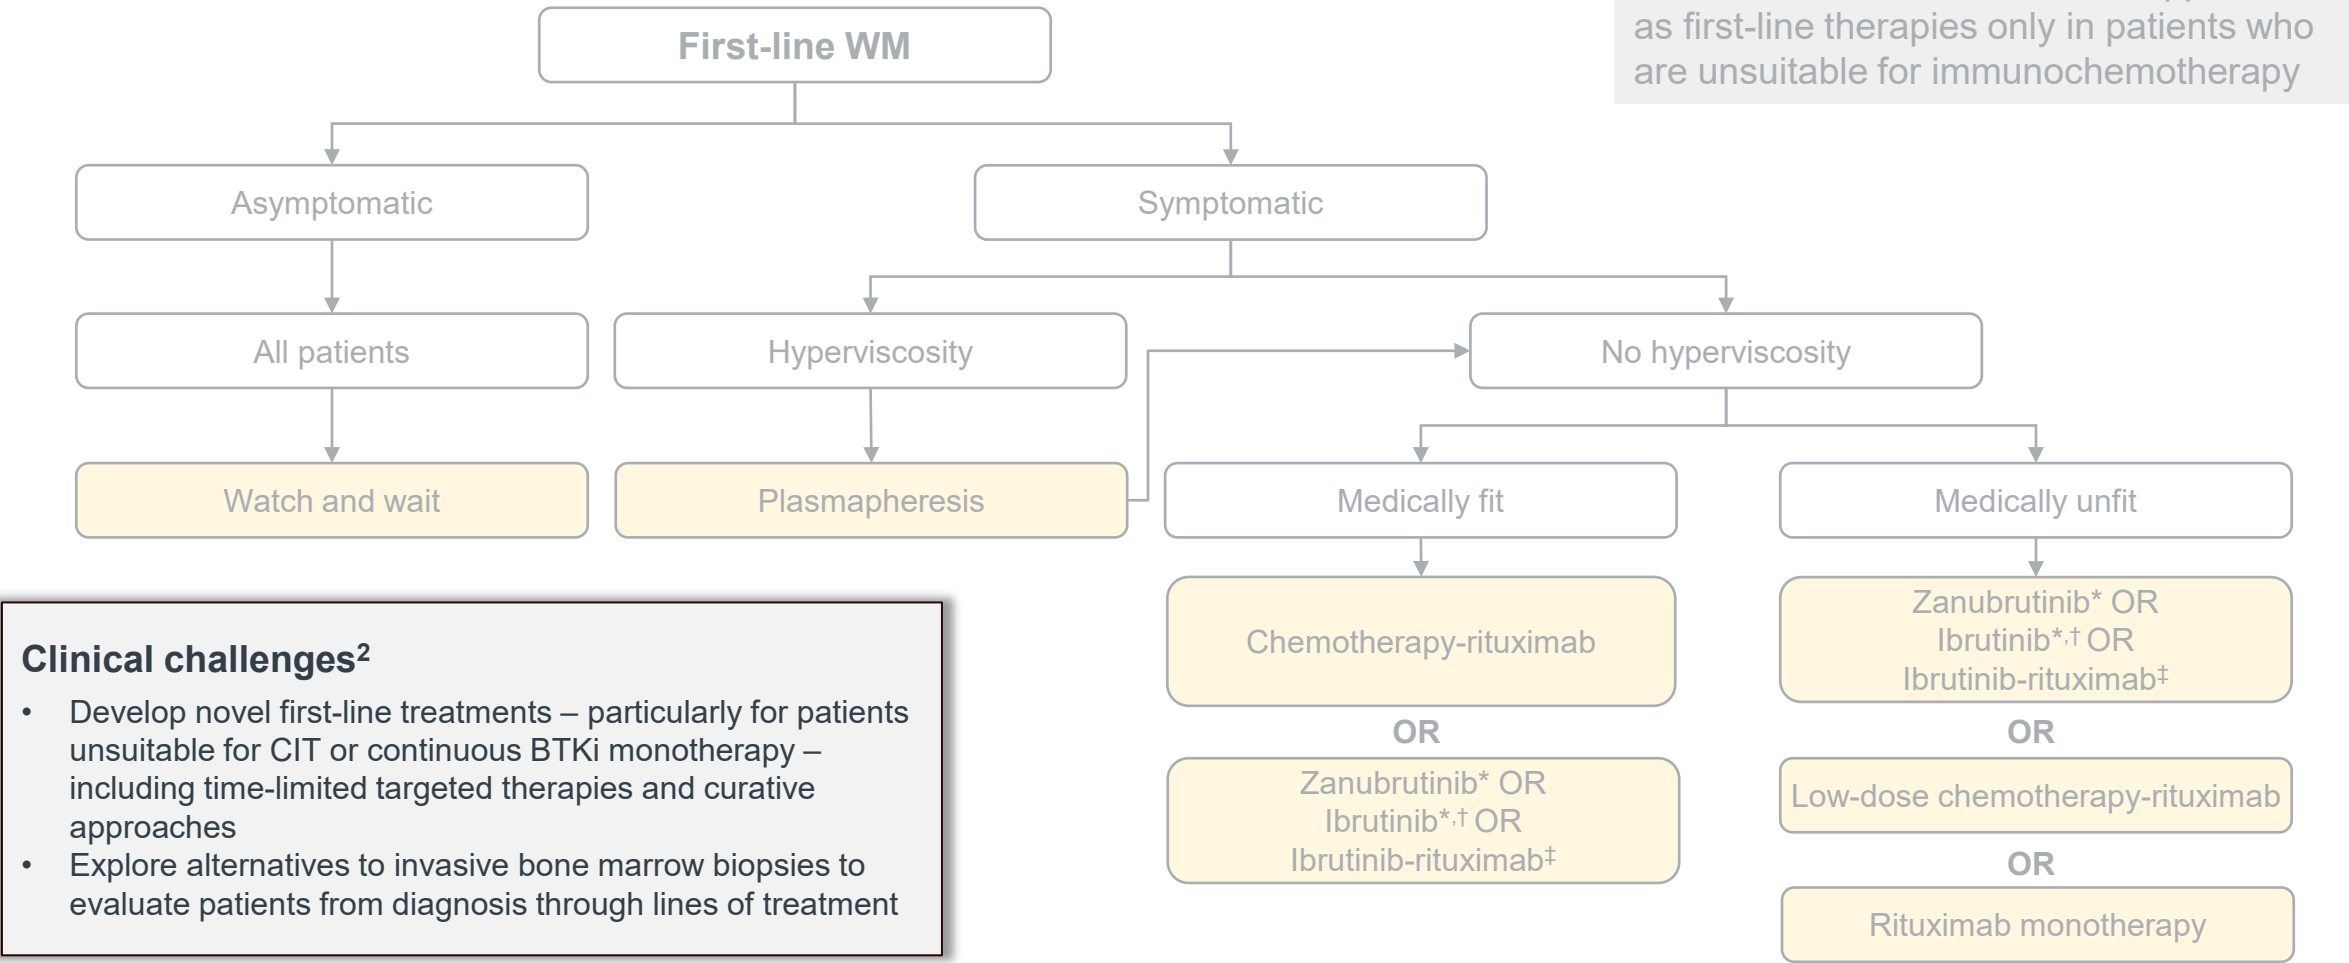 as first-line therapies only in patients who
are unsuitable for immunochemotherapy
First-line WM
Asymptomatic
Symptomatic
All patients
Hyperviscosity
No hyperviscosity
Watch and wait
Plasmapheresis
Medically fit
Medically unfit
Chemotherapy-rituximab
OR
Zanubrutinib* OR
Ibrutinib*,† OR
Ibrutinib-rituximab‡
Zanubrutinib* OR
Ibrutinib*,† OR
Ibrutinib-rituximab‡
OR
Low-dose chemotherapy-rituximab
OR
Rituximab monotherapy
Clinical challenges²
• Develop novel first-line treatments – particularly for patients
unsuitable for CIT or continuous BTKi monotherapy –
including time-limited targeted therapies and curative
approaches
• Explore alternatives to invasive bone marrow biopsies to
evaluate patients from diagnosis through lines of treatment